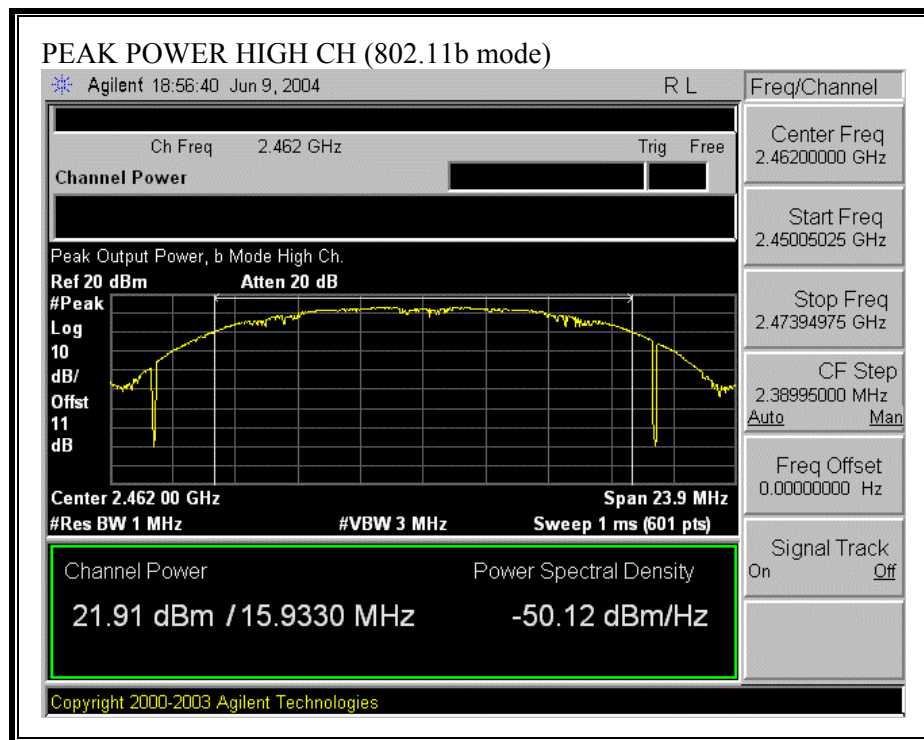 PEAK POWER HIGH CH (802.11b mode)
Agilent 18:56:40 Jun 9, 2004 R L Freq/Channel
Ch Freq 2.462 GHz Trig Free
Channel Power
Peak Output Power, b Mode High Ch.
Ref 20 dBm Atten 20 dB
#Peak
Log
10
dB/
Offst
11
dB
Center 2.462 00 GHz Span 23.9 MHz
#Res BW 1 MHz #VBW 3 MHz Sweep 1 ms (601 pts)
Channel Power Power Spectral Density
21.91 dBm / 15.9330 MHz -50.12 dBm/Hz
Copyright 2000-2003 Agilent Technologies
Center Freq
2.46200000 GHz
Start Freq
2.45005025 GHz
Stop Freq
2.47394975 GHz
CF Step
2.38995000 MHz
Auto Man
Freq Offset
0.00000000 Hz
Signal Track
On Off